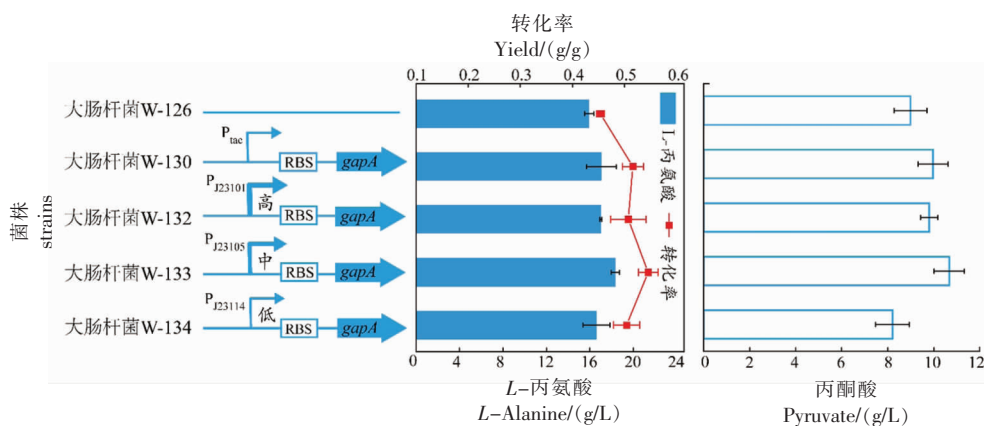 转化率
Yield/(g/g)
0.1 0.2 0.3 0.4 0.5 0.6
菌株
strains
大肠杆菌W-126
大肠杆菌W-130
P_tac
RBS
gapA
大肠杆菌W-132
P_J23101
高
RBS
gapA
大肠杆菌W-133
P_J23105
中
RBS
gapA
大肠杆菌W-134
P_J23114
低
RBS
gapA
L-丙氨酸
转化率
0 4 8 12 16 20 24
L-丙氨酸
L-Alanine/(g/L)
0 2 4 6 8 10 12
丙酮酸
Pyruvate/(g/L)